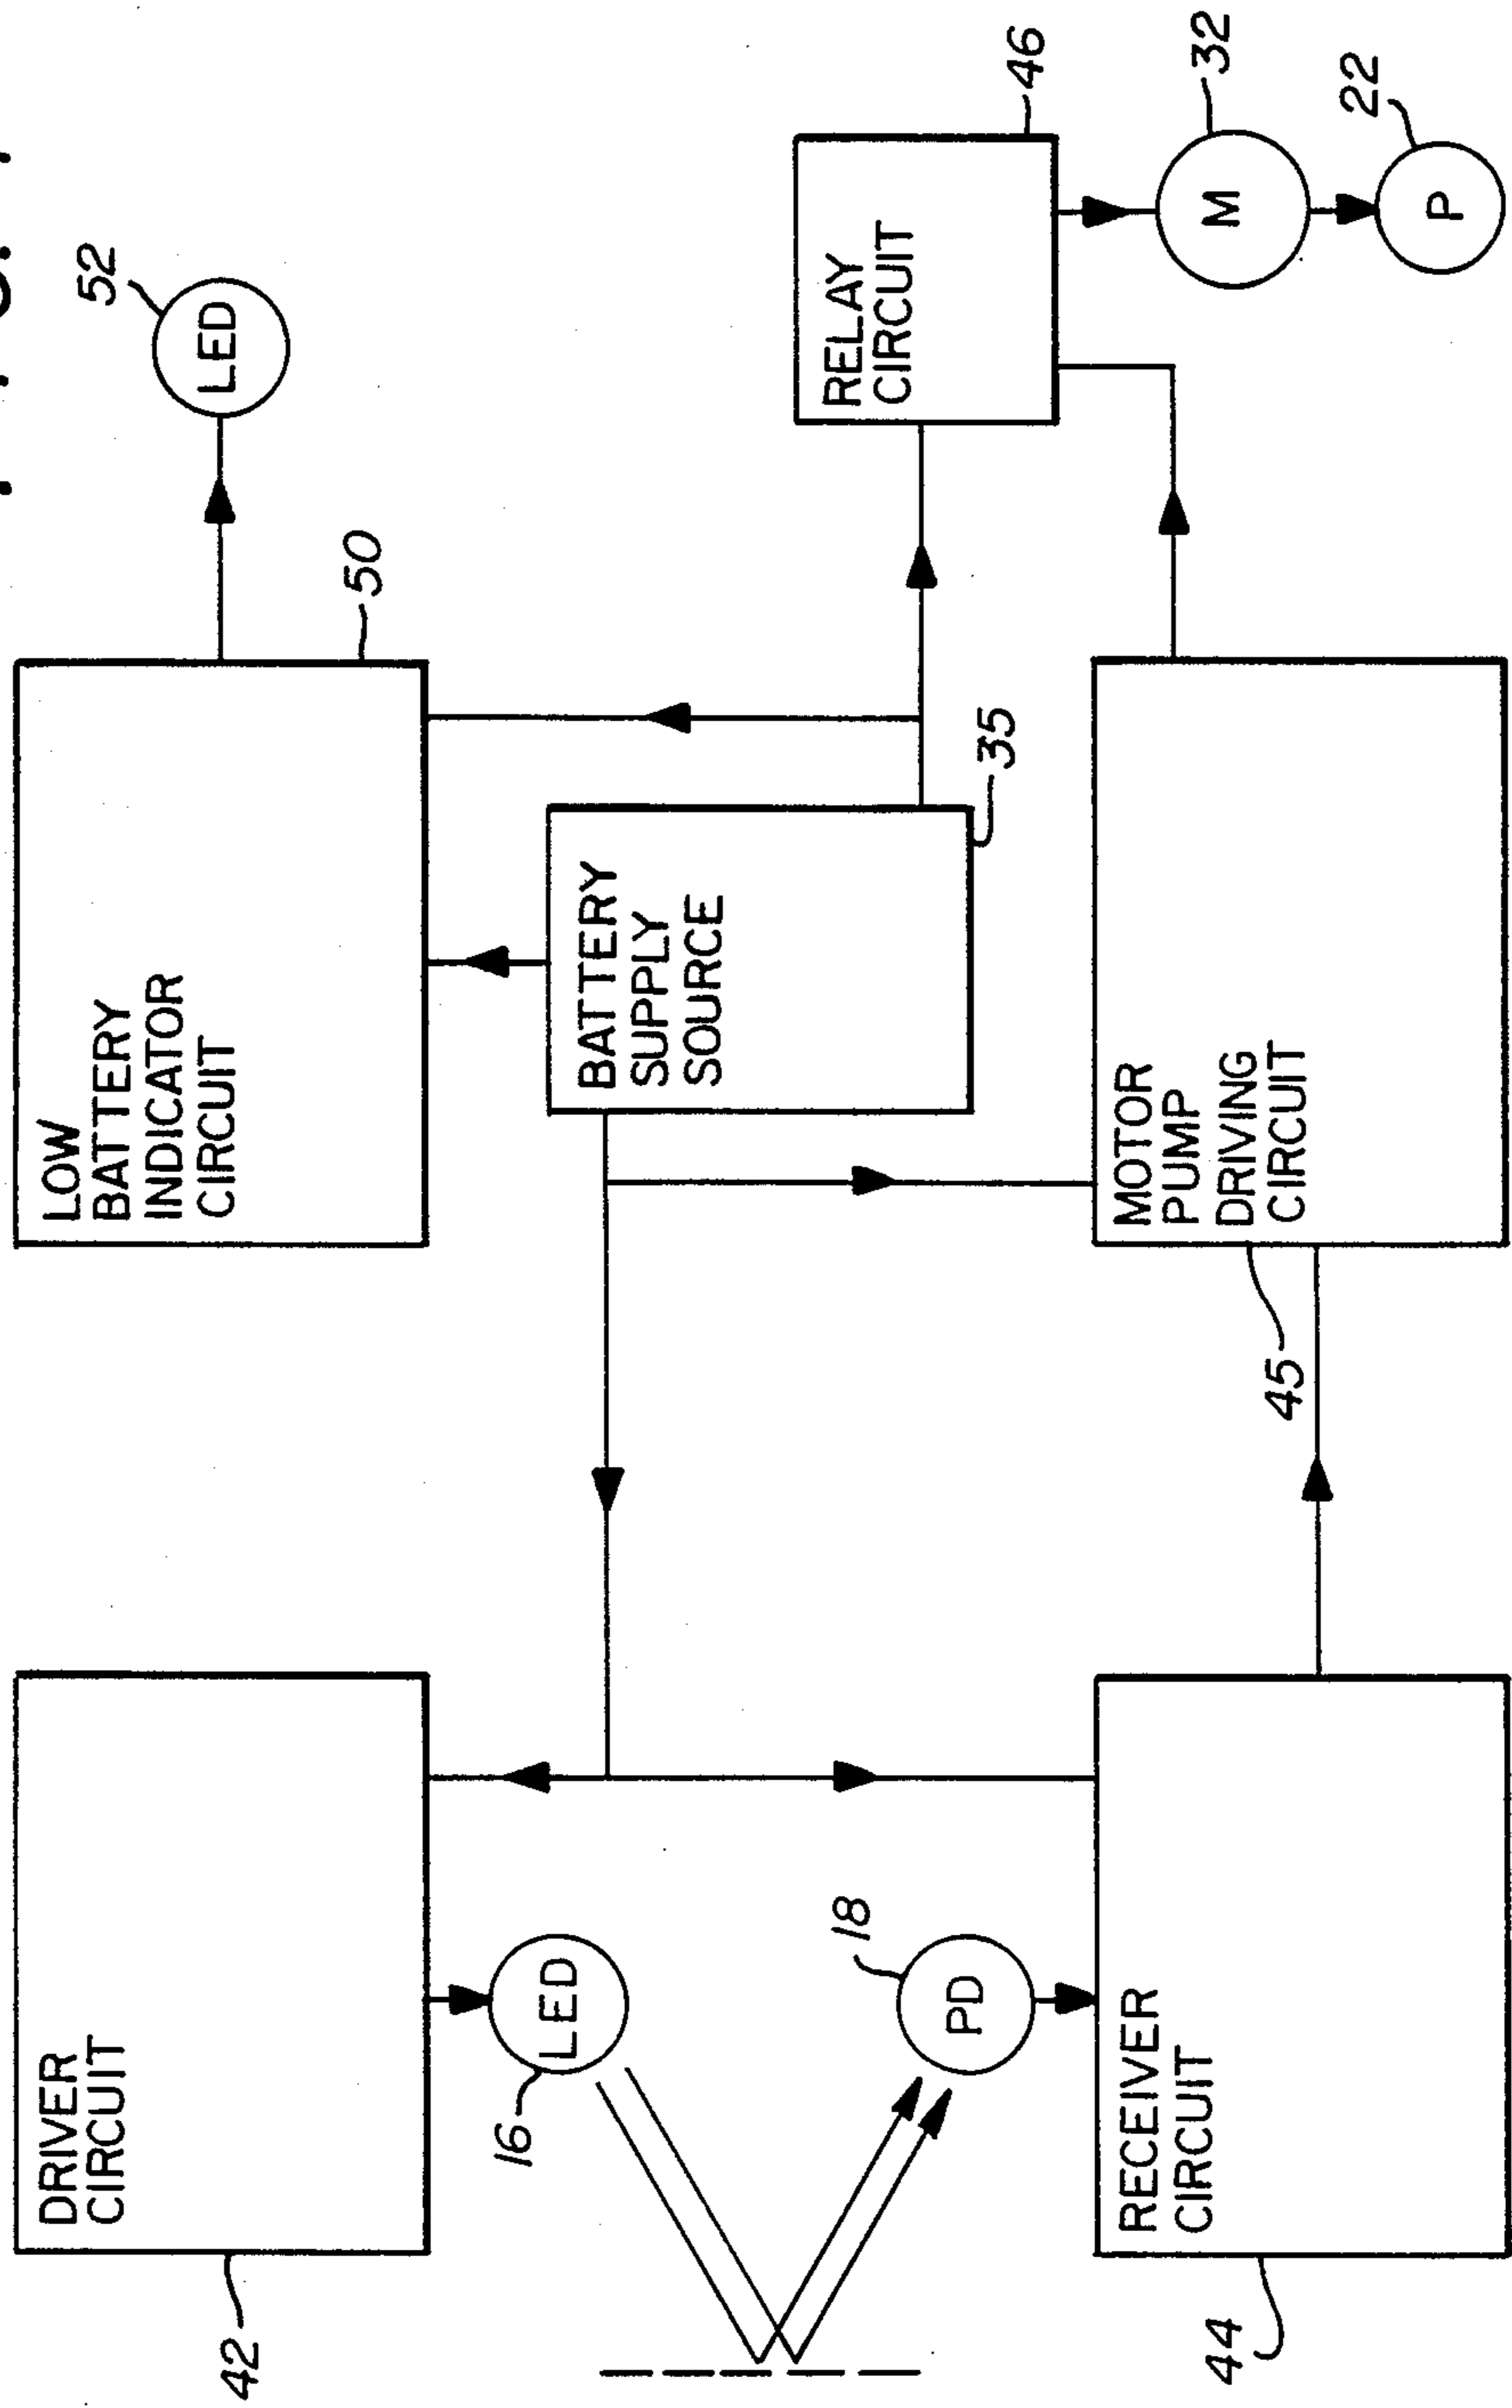 DRIVER
CIRCUIT
42
LED
16
PD
18
RECEIVER
CIRCUIT
44
LOW
BATTERY
INDICATOR
CIRCUIT
50
LED
52
BATTERY
SUPPLY
SOURCE
35
MOTOR
PUMP
DRIVING
CIRCUIT
45
RELAY
CIRCUIT
46
M
32
P
22